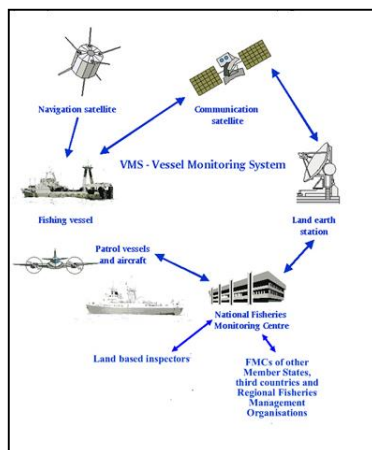 Navigation satellite
Communication
satellite
VMS - Vessel Monitoring System
Fishing vessel
Land earth
station
Patrol vessels
and aircraft
National Fisheries
Monitoring Centre
Land based inspectors
FMCs of other
Member States,
third countries and
Regional Fisheries
Management
Organisations